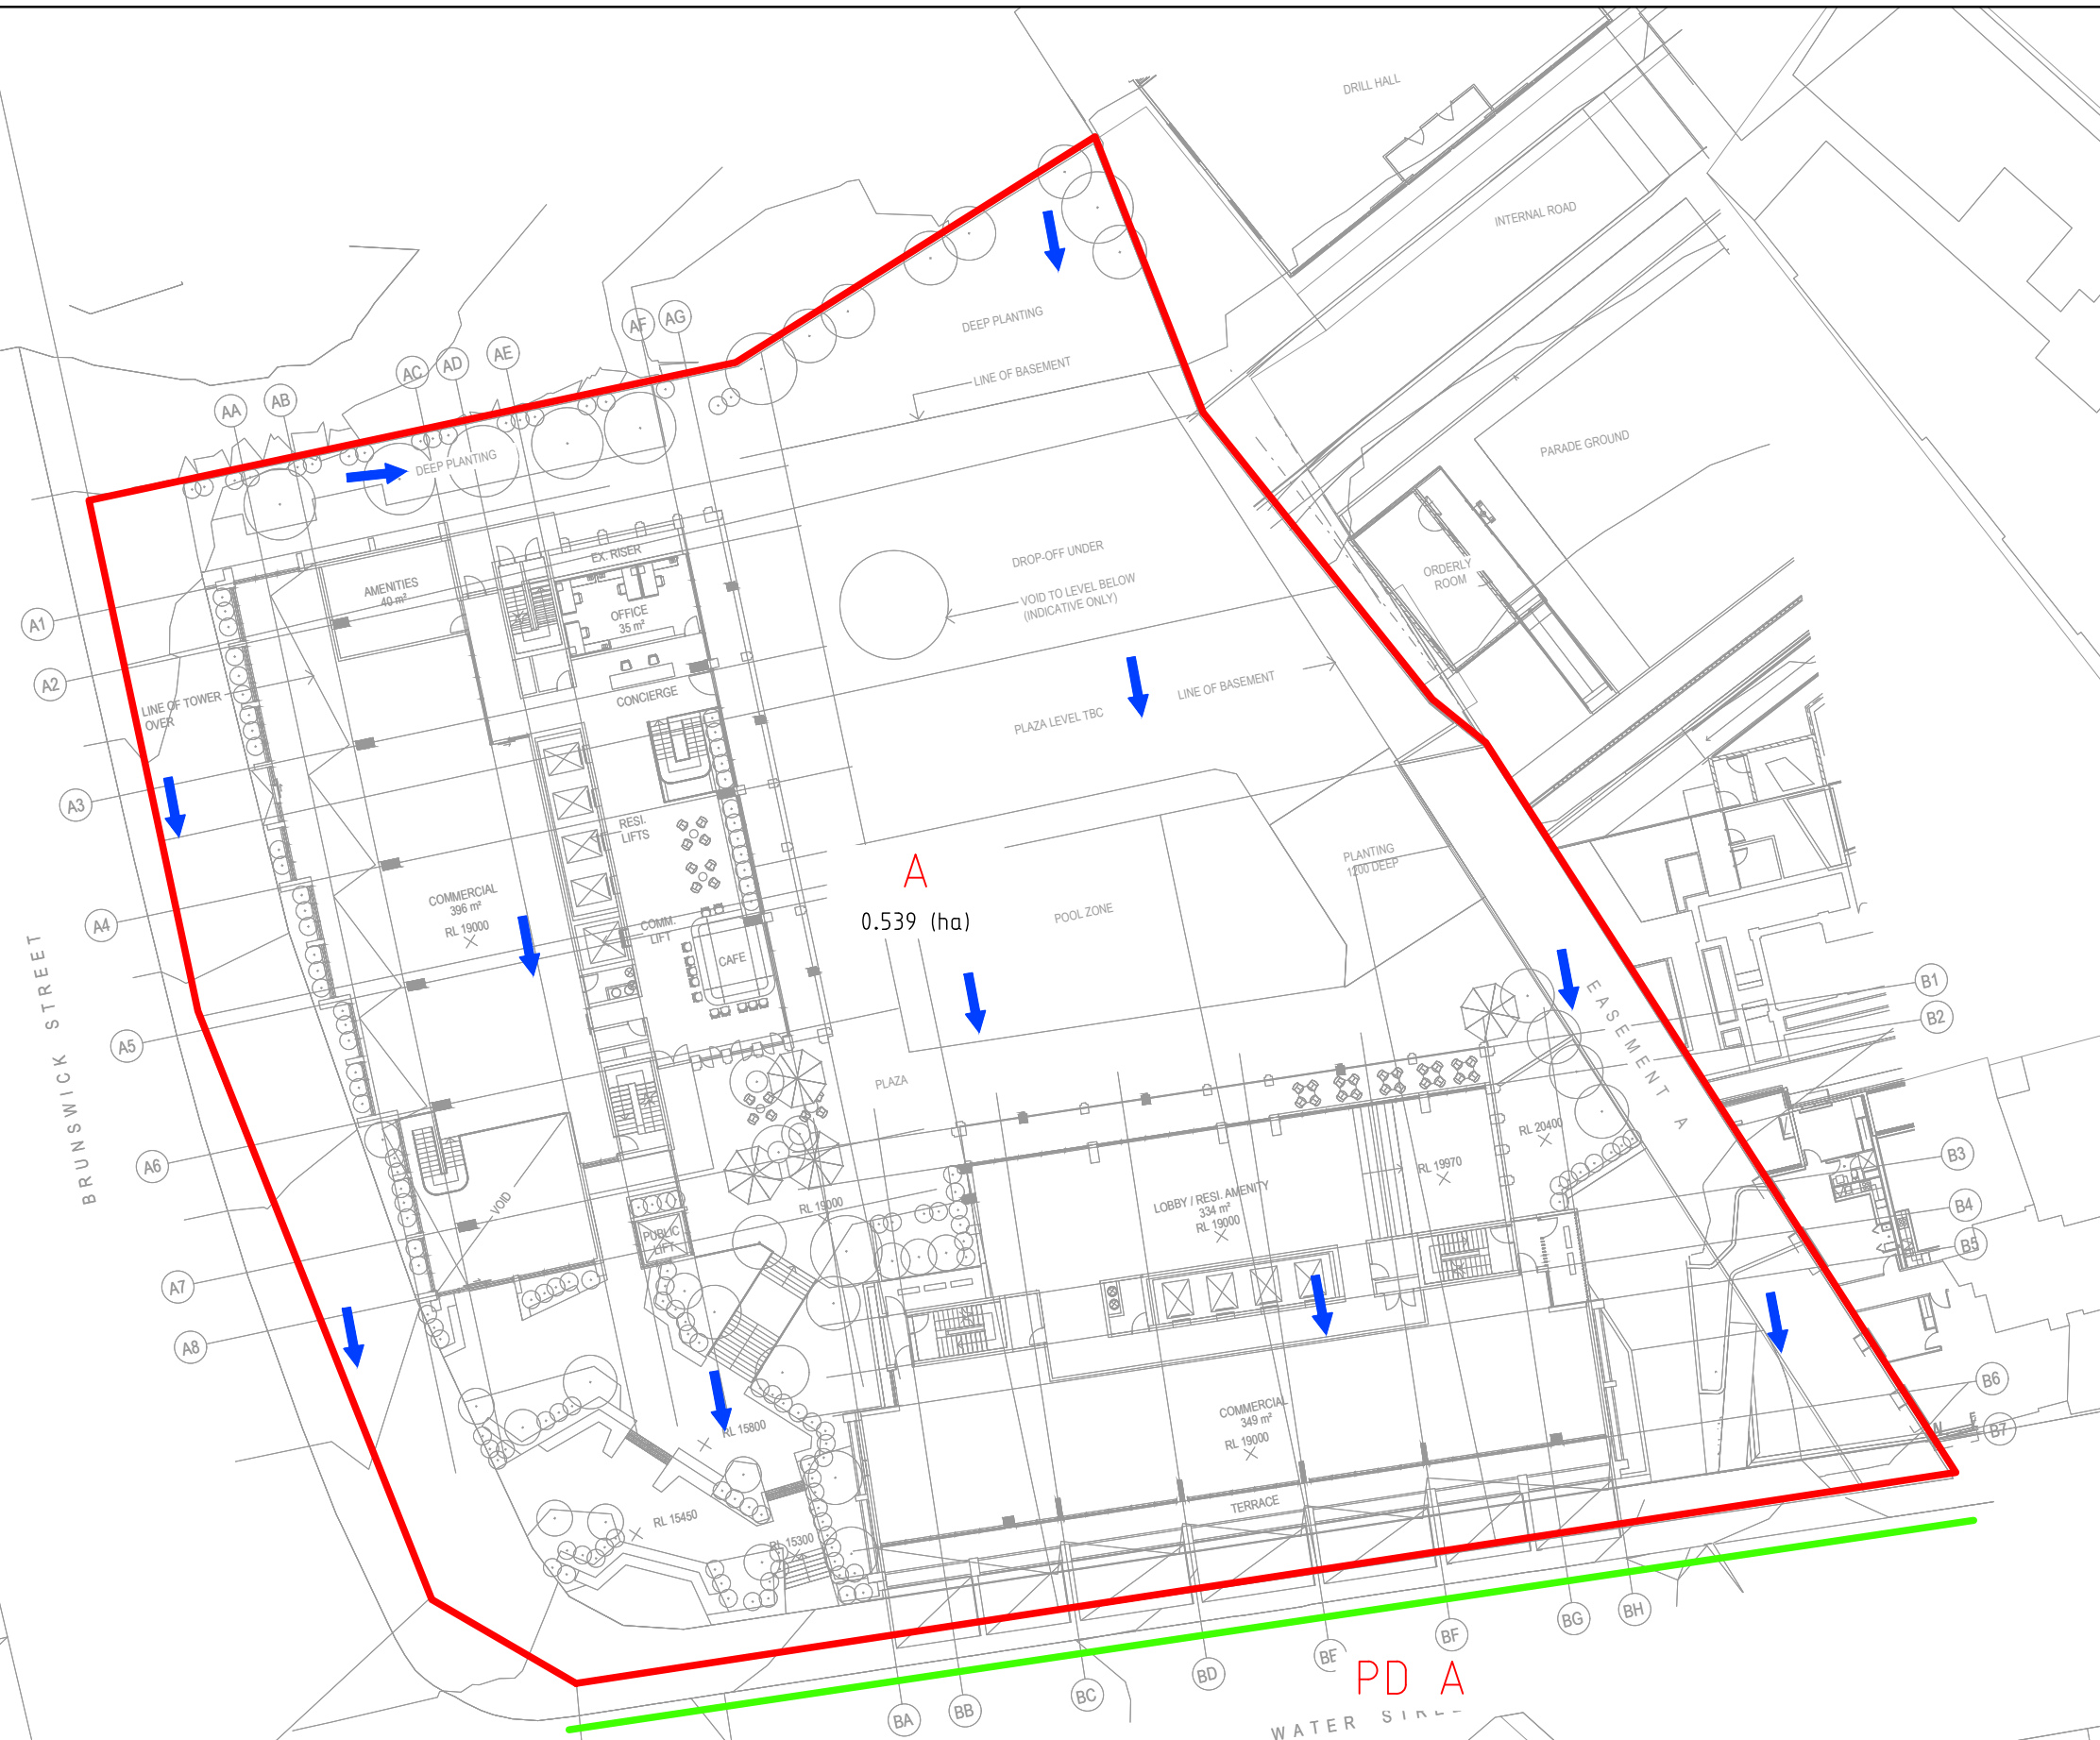 DRILL HALL
INTERNAL ROAD
PARADE GROUND
ORDERLY
ROOM
DEEP PLANTING
LINE OF BASEMENT
AA
AB
AC
AD
AE
AF
AG
DEEP PLANTING
EX. RISER
AMENITIES
40 m²
OFFICE
35 m²
CONCIERGE
DROP-OFF UNDER
VOID TO LEVEL BELOW
(INDICATIVE ONLY)
LINE OF BASEMENT
PLAZA LEVEL TBC
A1
A2
LINE OF TOWER
OVER
A3
RESI.
LIFTS
PLANTING
1200 DEEP
A
0.539 (ha)
COMMERCIAL
396 m²
RL 19000
COMM.
LIFT
CAFE
POOL ZONE
A4
A5
BRUNSWICK STREET
EASEMENT A
B1
B2
PLAZA
A6
VOID
PUBLIC
LIFT
RL 19000
LOBBY / RESI. AMENITY
334 m²
RL 19000
RL 19970
RL 20400
B3
B4
B5
A7
A8
B6
B7
COMMERCIAL
349 m²
RL 19000
RL 15800
RL 15450
RL 15300
TERRACE
BA
BB
BC
BD
BE
BF
BG
BH
PD A
WATER